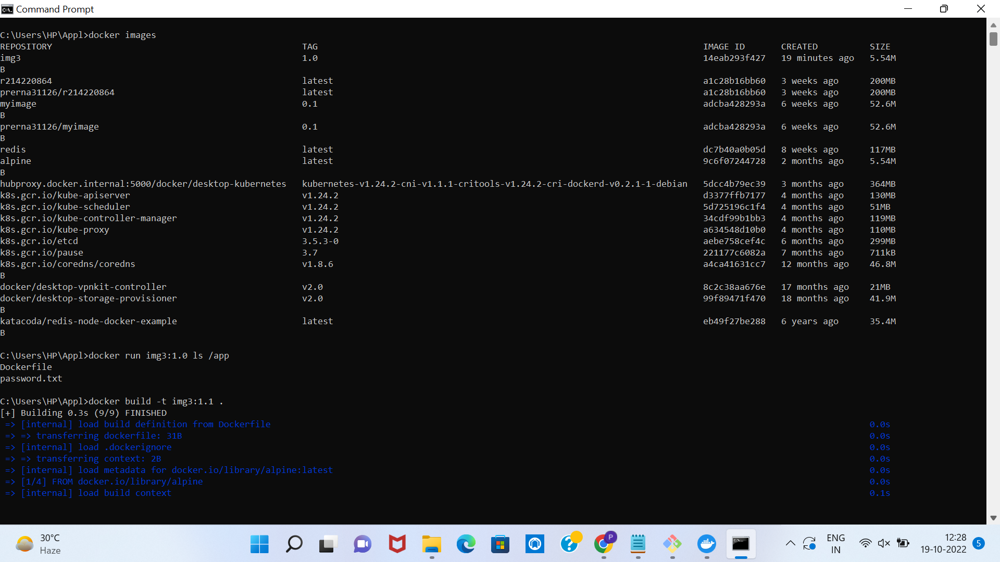 Command Prompt
C:\Users\HP\Appl>docker images
REPOSITORY TAG IMAGE ID CREATED SIZE
img3 1.0 14eab293f427 19 minutes ago 5.54M
B
r214220864 latest a1c28b16bb60 3 weeks ago 200MB
prerna31126/r214220864 latest a1c28b16bb60 3 weeks ago 200MB
myimage 0.1 adcba428293a 6 weeks ago 52.6M
B
prerna31126/myimage 0.1 adcba428293a 6 weeks ago 52.6M
B
redis latest dc7b40a0b05d 8 weeks ago 117MB
alpine latest 9c6f07244728 2 months ago 5.54M
B
hubproxy.docker.internal:5000/docker/desktop-kubernetes kubernetes-v1.24.2-cni-v1.1.1-critools-v1.24.2-cri-dockerd-v0.2.1-1-debian 5dcc4b79ec39 3 months ago 364MB
k8s.gcr.io/kube-apiserver v1.24.2 d3377ffb7177 4 months ago 130MB
k8s.gcr.io/kube-scheduler v1.24.2 5d725196c1f4 4 months ago 51MB
k8s.gcr.io/kube-controller-manager v1.24.2 34cdf99b1bb3 4 months ago 119MB
k8s.gcr.io/kube-proxy v1.24.2 a634548d10b0 4 months ago 110MB
k8s.gcr.io/etcd 3.5.3-0 aebe758cef4c 6 months ago 299MB
k8s.gcr.io/pause 3.7 221177c6082a 7 months ago 711kB
k8s.gcr.io/coredns/coredns v1.8.6 a4ca41631cc7 12 months ago 46.8M
B
docker/desktop-vpnkit-controller v2.0 8c2c38aa676e 17 months ago 21MB
docker/desktop-storage-provisioner v2.0 99f89471f470 18 months ago 41.9M
B
katacoda/redis-node-docker-example latest eb49f27be288 6 years ago 35.4M
B
C:\Users\HP\Appl>docker run img3:1.0 ls /app
Dockerfile
password.txt
C:\Users\HP\Appl>docker build -t img3:1.1 .
[+] Building 0.3s (9/9) FINISHED
=> [internal] load build definition from Dockerfile 0.0s
=> => transferring dockerfile: 31B 0.0s
=> [internal] load .dockerignore 0.0s
=> => transferring context: 2B 0.0s
=> [internal] load metadata for docker.io/library/alpine:latest 0.0s
=> [1/4] FROM docker.io/library/alpine 0.0s
=> [internal] load build context 0.1s
30°C
Haze
P
ENG
IN
12:28
19-10-2022
5